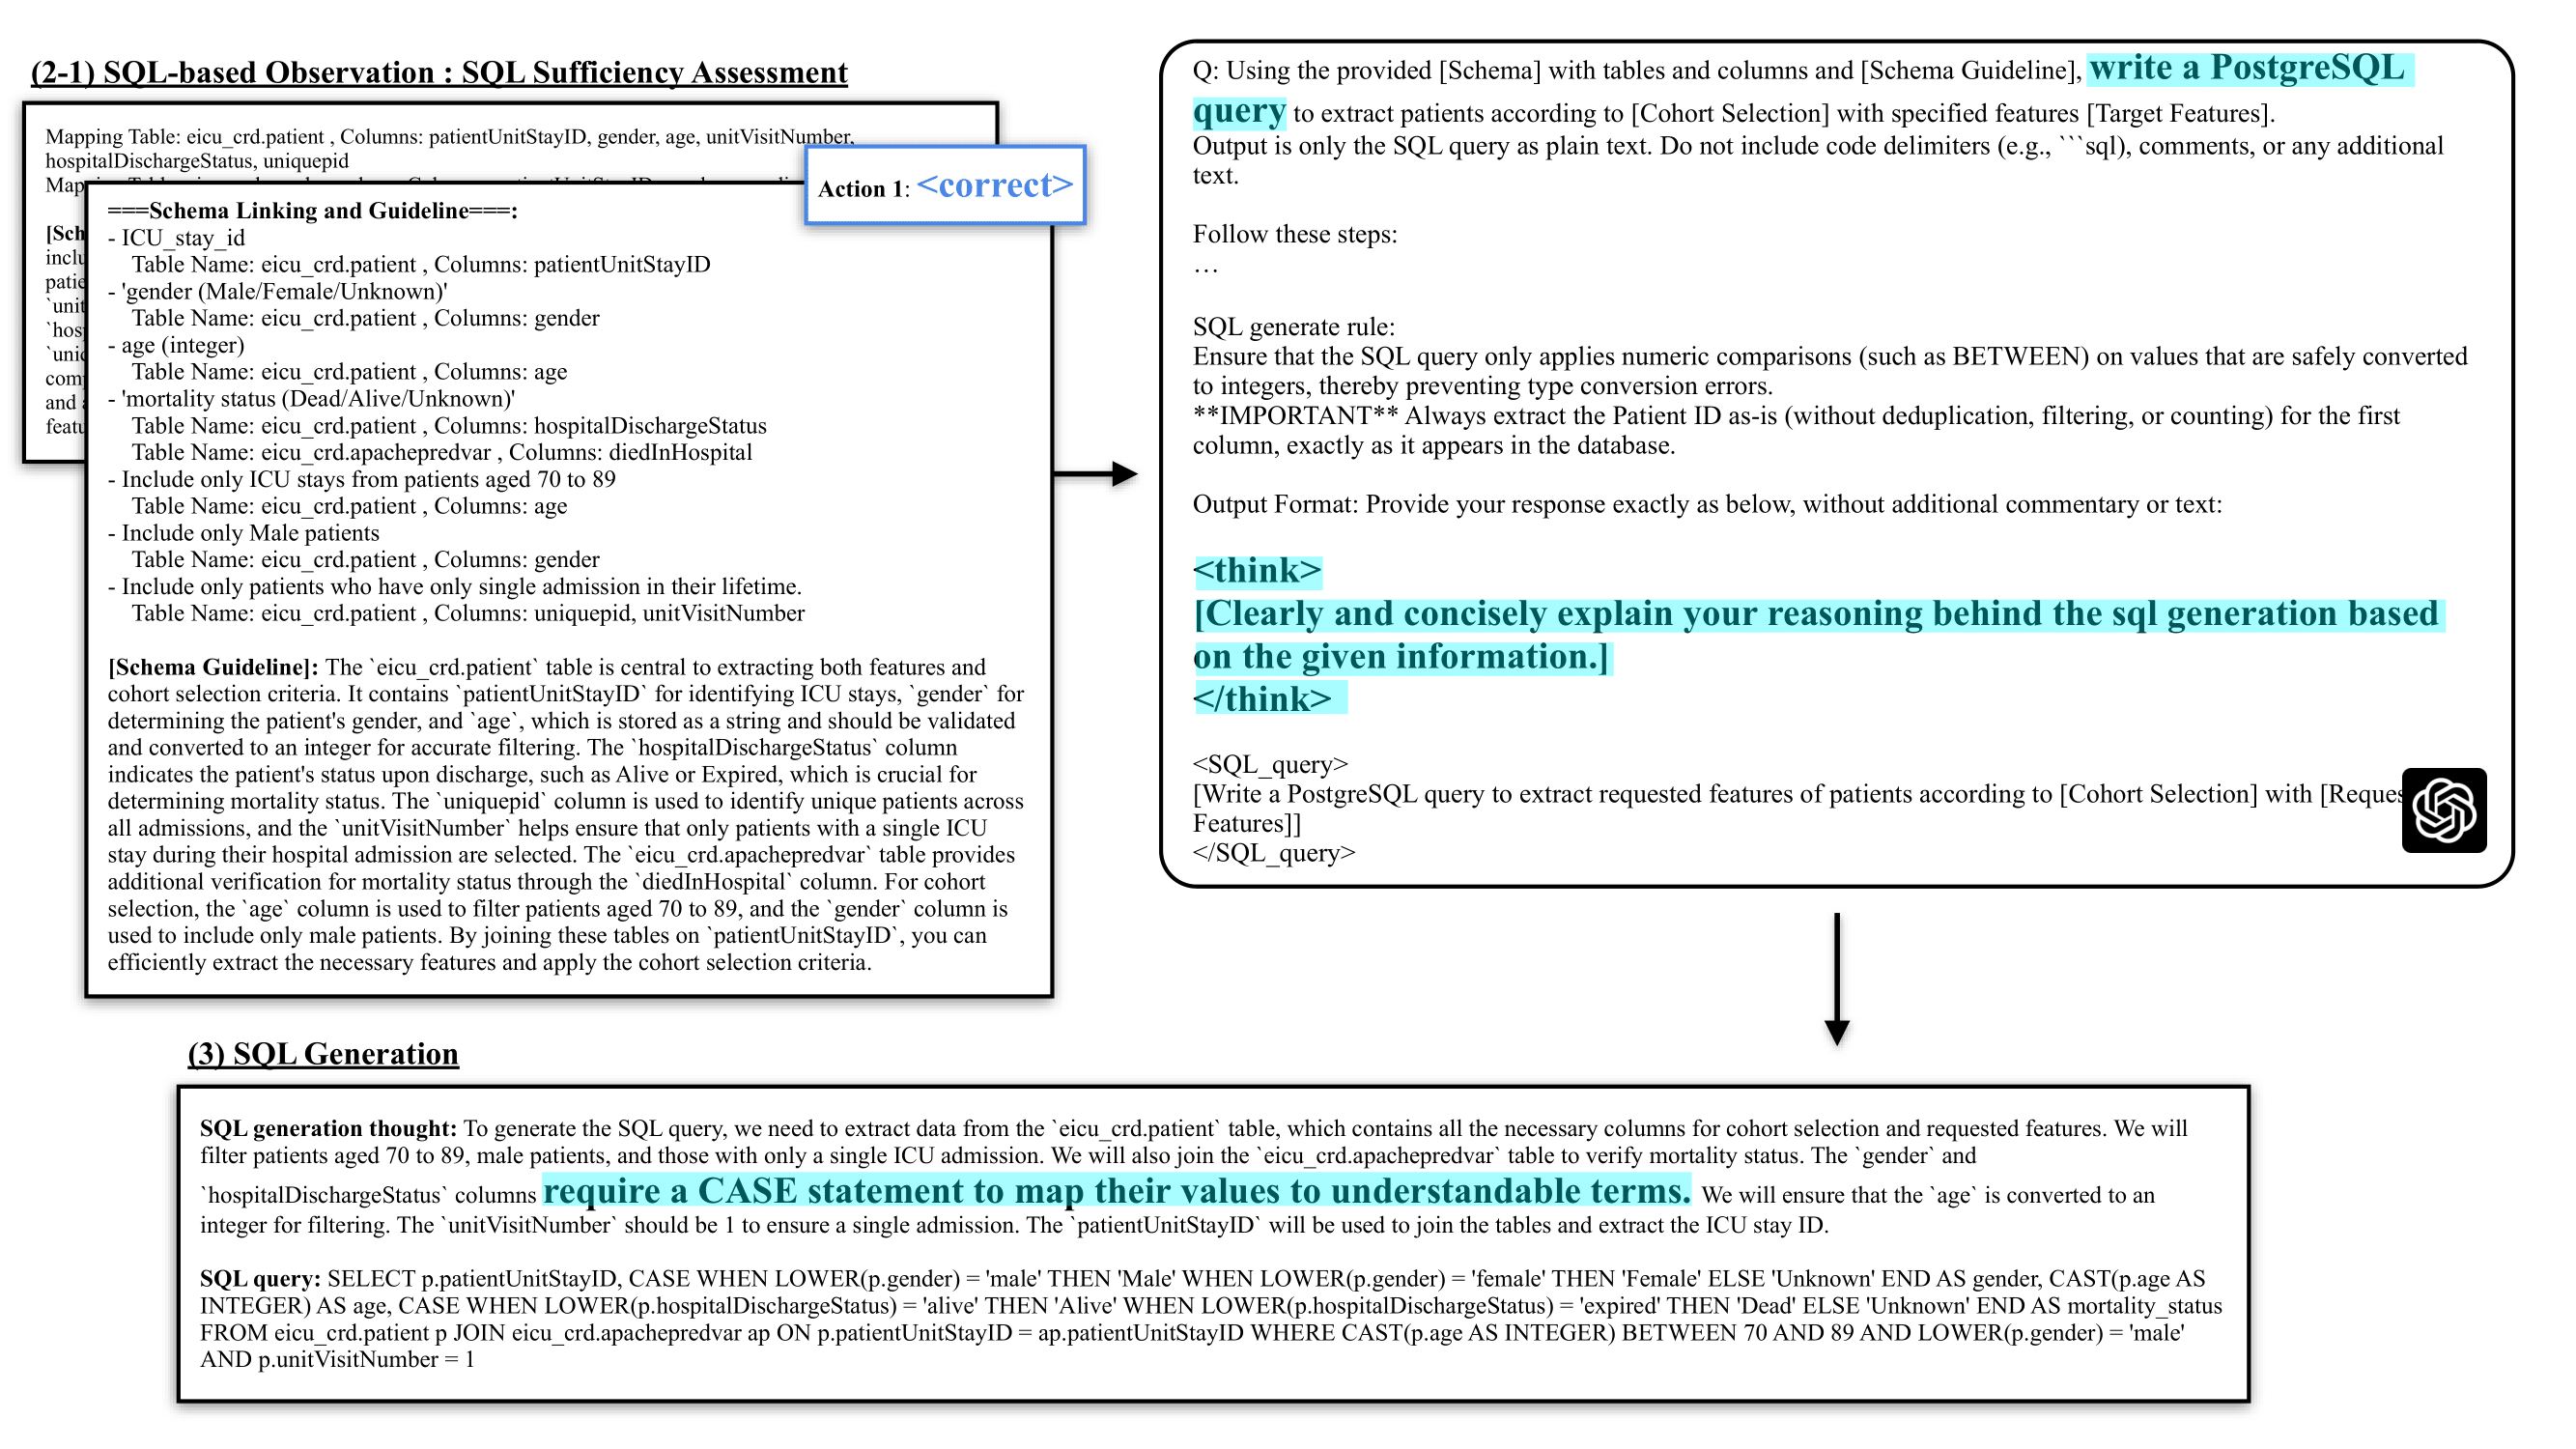 (2-1) SQL-based Observation : SQL Sufficiency Assessment
Mapping Table: eicu_crd.patient , Columns: patientUnitStayID, gender, age, unitVisitNumber,
hospitalDischargeStatus, uniquepid
Action 1: <correct>
===Schema Linking and Guideline===:
- ICU_stay_id
Table Name: eicu_crd.patient , Columns: patientUnitStayID
- 'gender (Male/Female/Unknown)'
Table Name: eicu_crd.patient , Columns: gender
- age (integer)
Table Name: eicu_crd.patient , Columns: age
- 'mortality status (Dead/Alive/Unknown)'
Table Name: eicu_crd.patient , Columns: hospitalDischargeStatus
Table Name: eicu_crd.apachepredvar , Columns: diedInHospital
- Include only ICU stays from patients aged 70 to 89
Table Name: eicu_crd.patient , Columns: age
- Include only Male patients
Table Name: eicu_crd.patient , Columns: gender
- Include only patients who have only single admission in their lifetime.
Table Name: eicu_crd.patient , Columns: uniquepid, unitVisitNumber
[Schema Guideline]: The `eicu_crd.patient` table is central to extracting both features and
cohort selection criteria. It contains `patientUnitStayID` for identifying ICU stays, `gender` for
determining the patient's gender, and `age`, which is stored as a string and should be validated
and converted to an integer for accurate filtering. The `hospitalDischargeStatus` column
indicates the patient's status upon discharge, such as Alive or Expired, which is crucial for
determining mortality status. The `uniquepid` column is used to identify unique patients across
all admissions, and the `unitVisitNumber` helps ensure that only patients with a single ICU
stay during their hospital admission are selected. The `eicu_crd.apachepredvar` table provides
additional verification for mortality status through the `diedInHospital` column. For cohort
selection, the `age` column is used to filter patients aged 70 to 89, and the `gender` column is
used to include only male patients. By joining these tables on `patientUnitStayID`, you can
efficiently extract the necessary features and apply the cohort selection criteria.
Q: Using the provided [Schema] with tables and columns and [Schema Guideline], write a PostgreSQL
query to extract patients according to [Cohort Selection] with specified features [Target Features].
Output is only the SQL query as plain text. Do not include code delimiters (e.g., ```sql), comments, or any additional
text.
Follow these steps:
…
SQL generate rule:
Ensure that the SQL query only applies numeric comparisons (such as BETWEEN) on values that are safely converted
to integers, thereby preventing type conversion errors.
**IMPORTANT** Always extract the Patient ID as-is (without deduplication, filtering, or counting) for the first
column, exactly as it appears in the database.
Output Format: Provide your response exactly as below, without additional commentary or text:
<think>
[Clearly and concisely explain your reasoning behind the sql generation based
on the given information.]
</think>
<SQL_query>
[Write a PostgreSQL query to extract requested features of patients according to [Cohort Selection] with
Features]]
</SQL_query>
(3) SQL Generation
SQL generation thought: To generate the SQL query, we need to extract data from the `eicu_crd.patient` table, which contains all the necessary columns for cohort selection and requested features. We will
filter patients aged 70 to 89, male patients, and those with only a single ICU admission. We will also join the `eicu_crd.apachepredvar` table to verify mortality status. The `gender` and
`hospitalDischargeStatus` columns require a CASE statement to map their values to understandable terms. We will ensure that the `age` is converted to an
integer for filtering. The `unitVisitNumber` should be 1 to ensure a single admission. The `patientUnitStayID` will be used to join the tables and extract the ICU stay ID.
SQL query: SELECT p.patientUnitStayID, CASE WHEN LOWER(p.gender) = 'male' THEN 'Male' WHEN LOWER(p.gender) = 'female' THEN 'Female' ELSE 'Unknown' END AS gender, CAST(p.age AS
INTEGER) AS age, CASE WHEN LOWER(p.hospitalDischargeStatus) = 'alive' THEN 'Alive' WHEN LOWER(p.hospitalDischargeStatus) = 'expired' THEN 'Dead' ELSE 'Unknown' END AS mortality_status
FROM eicu_crd.patient p JOIN eicu_crd.apachepredvar ap ON p.patientUnitStayID = ap.patientUnitStayID WHERE CAST(p.age AS INTEGER) BETWEEN 70 AND 89 AND LOWER(p.gender) = 'male'
AND p.unitVisitNumber = 1